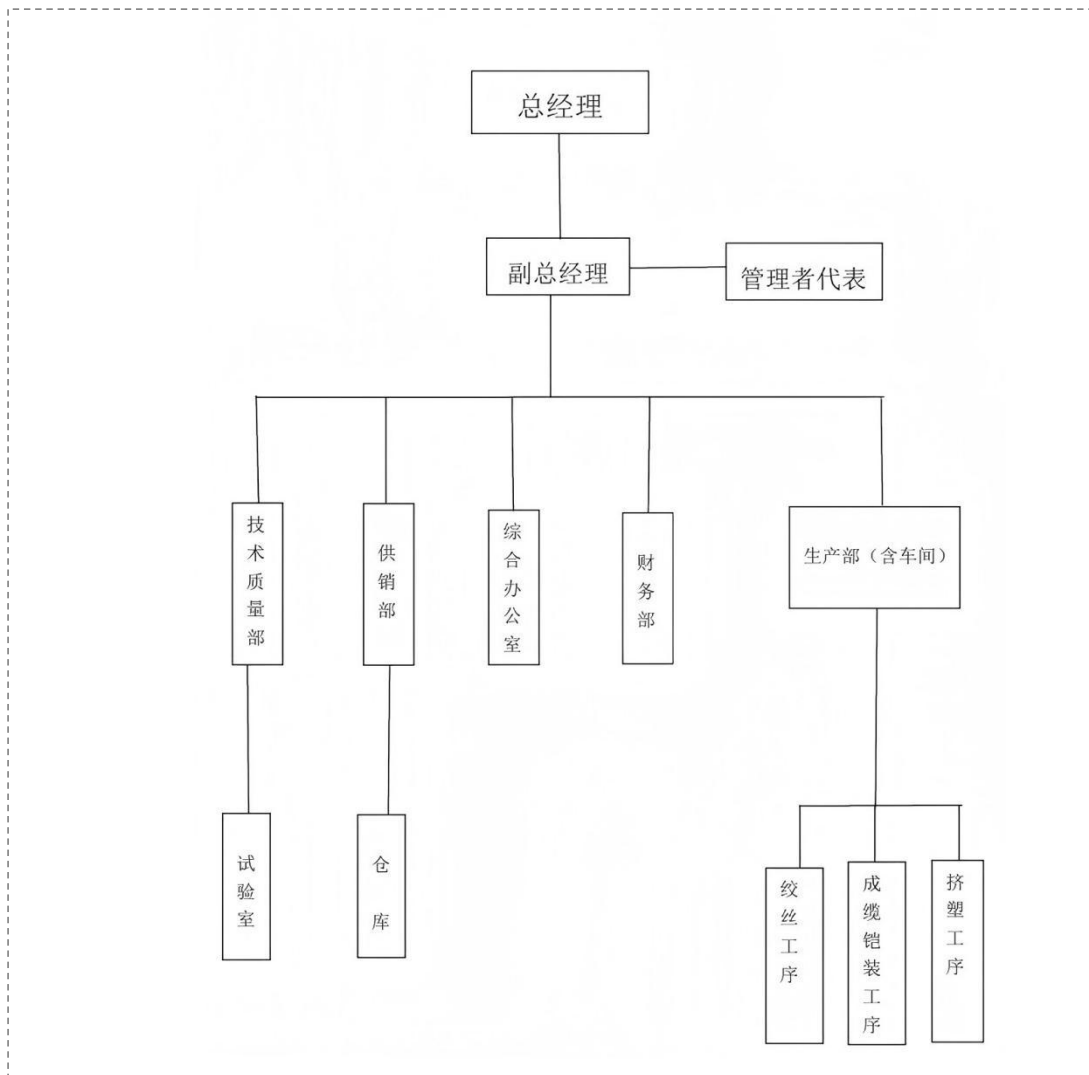 总经理
副总经理
管理者代表
技术质量部
供销部
综合办公室
财务部
生产部（含车间）
试验室
仓库
绞丝工序
成缆铠装工序
挤塑工序